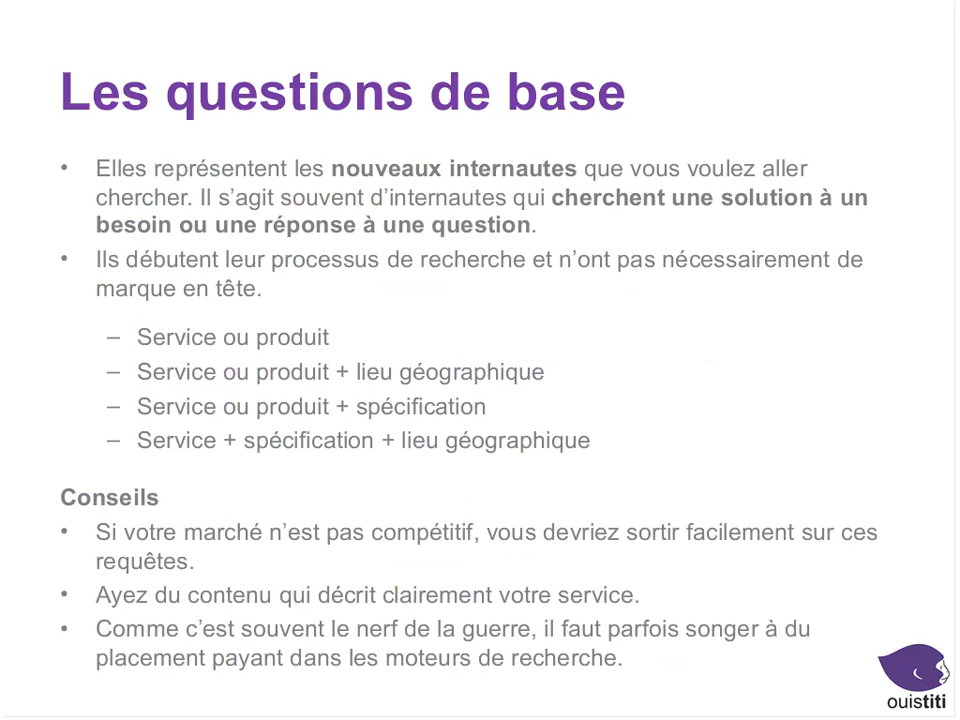 Les questions de base
• Elles représentent les nouveaux internautes que vous voulez aller
chercher. Il s’agit souvent d’internautes qui cherchent une solution à un
besoin ou une réponse à une question.
• Ils débutent leur processus de recherche et n’ont pas nécessairement de
marque en tête.
– Service ou produit
– Service ou produit + lieu géographique
– Service ou produit + spécification
– Service + spécification + lieu géographique
Conseils
• Si votre marché n’est pas compétitif, vous devriez sortir facilement sur ces
requêtes.
• Ayez du contenu qui décrit clairement votre service.
• Comme c’est souvent le nerf de la guerre, il faut parfois songer à du
placement payant dans les moteurs de recherche.
ouistiti